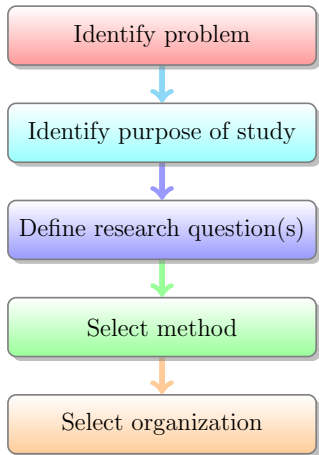 Identify problem
Identify purpose of study
Define research question(s)
Select method
Select organization